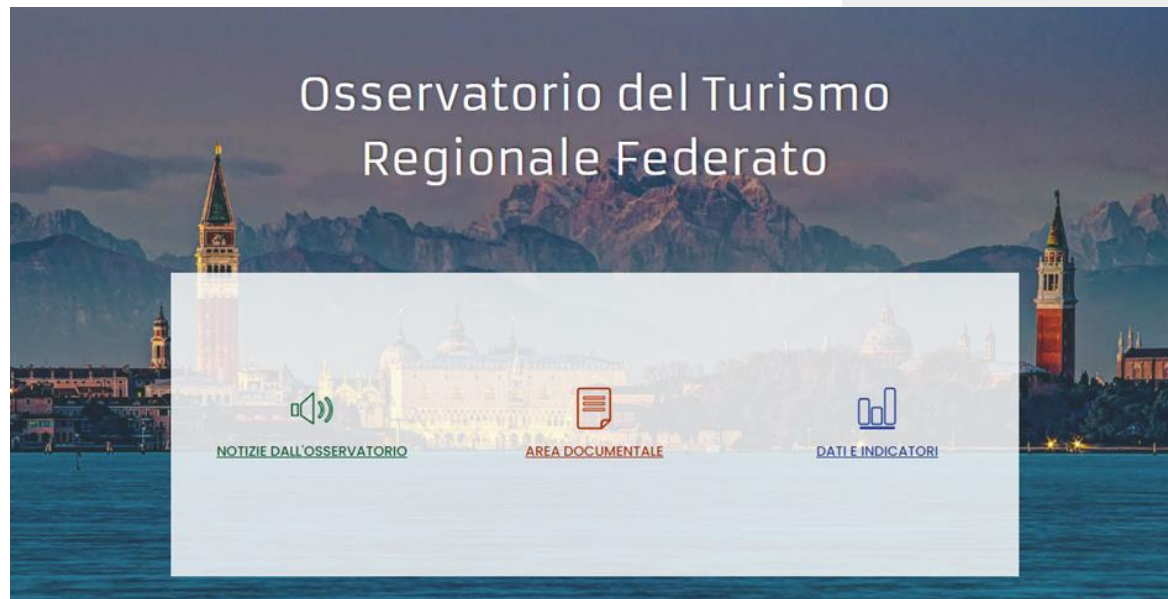 Osservatorio del Turismo
Regionale Federato
NOTIZIE DALL'OSSERVATORIO
AREA DOCUMENTALE
DATI E INDICATORI